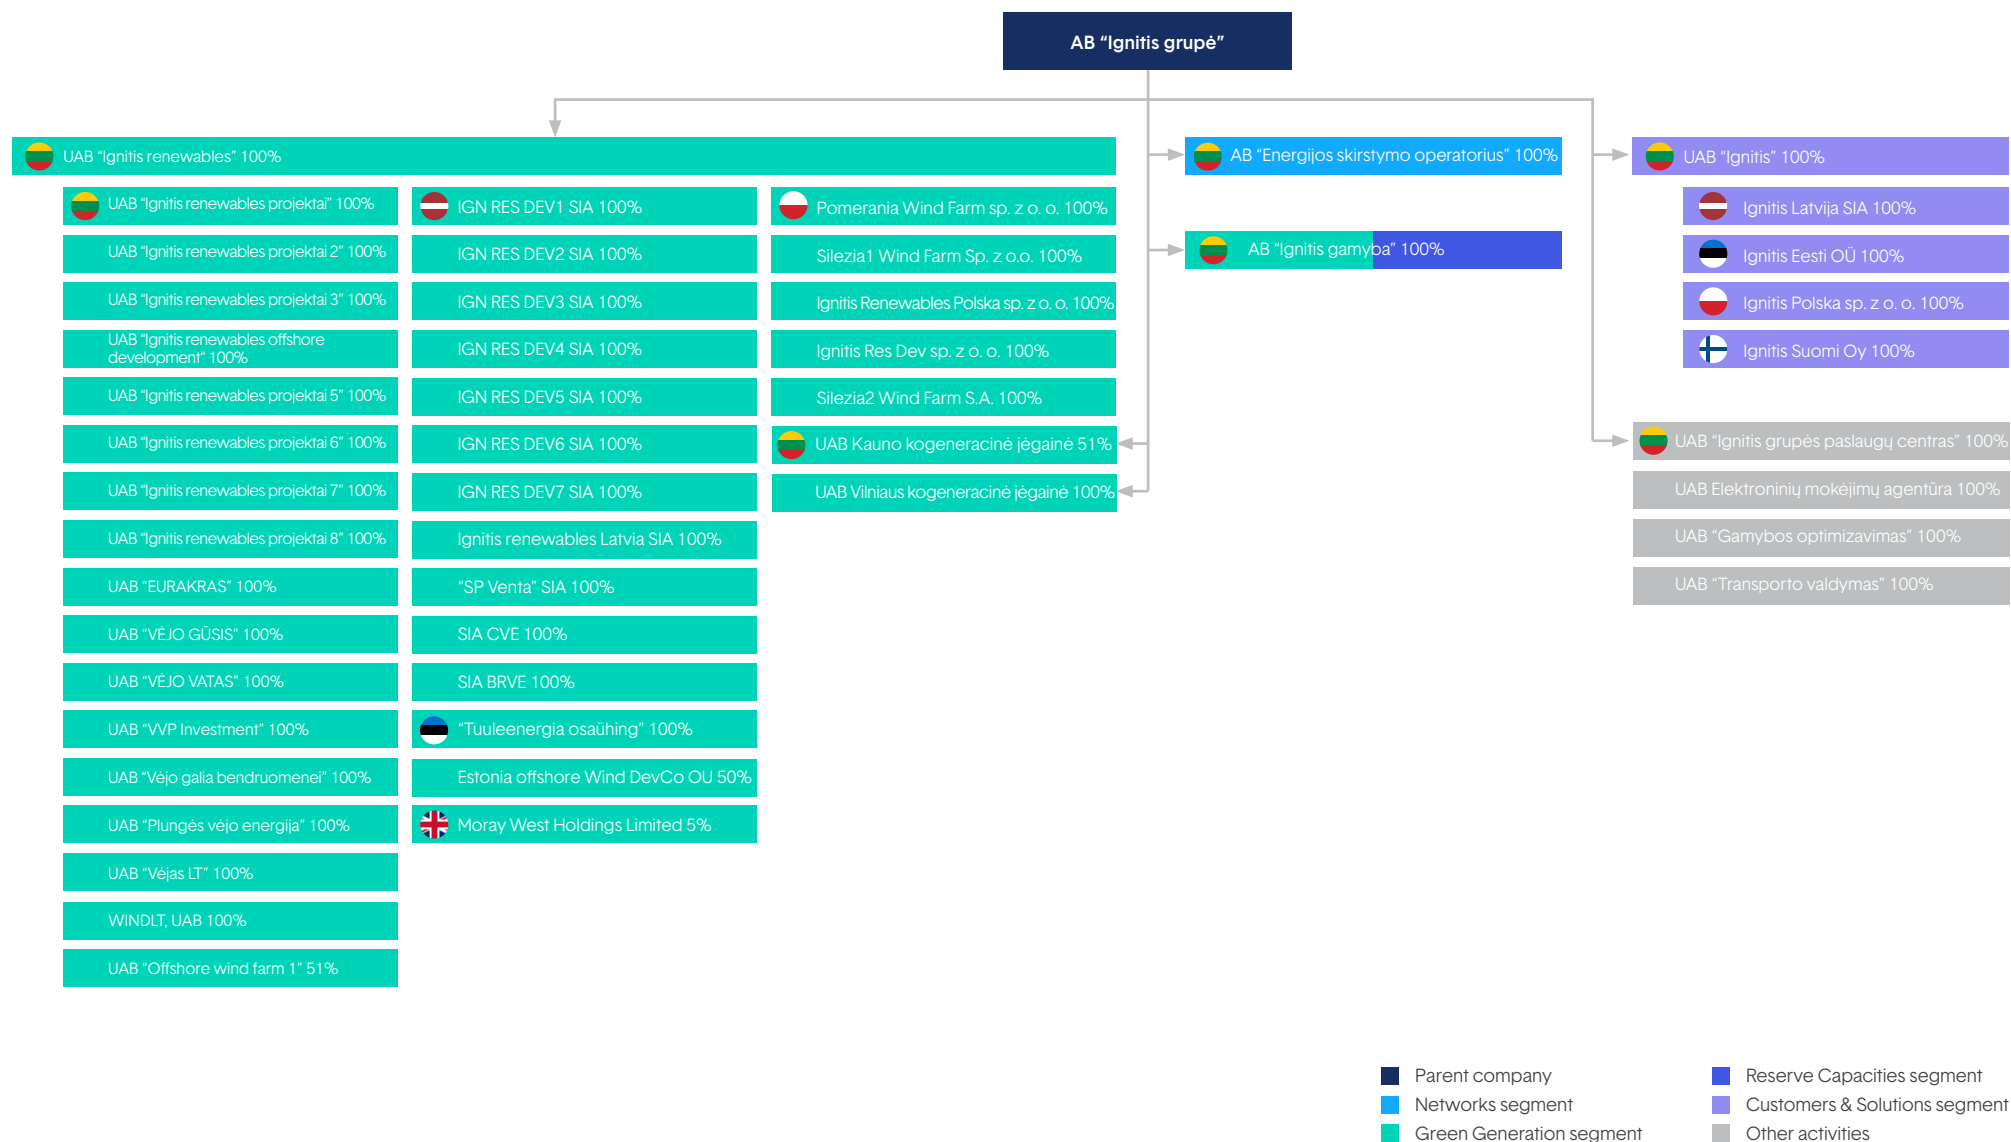 AB “Ignitis grupė”
UAB “Ignitis renewables” 100%
UAB “Ignitis renewables projektai” 100%
UAB “Ignitis renewables projektai 2” 100%
UAB “Ignitis renewables projektai 3” 100%
UAB “Ignitis renewables offshore
development“ 100%
UAB “Ignitis renewables projektai 5” 100%
UAB “Ignitis renewables projektai 6” 100%
UAB “Ignitis renewables projektai 7” 100%
UAB “Ignitis renewables projektai 8” 100%
UAB “EURAKRAS” 100%
UAB “VĖJO GŪSIS” 100%
UAB “VĖJO VATAS” 100%
UAB “VVP Investment” 100%
UAB “Vėjo galia bendruomenei” 100%
UAB “Plungės vėjo energija” 100%
UAB “Vėjas LT” 100%
WINDLT, UAB 100%
UAB “Offshore wind farm 1” 51%
IGN RES DEV1 SIA 100%
IGN RES DEV2 SIA 100%
IGN RES DEV3 SIA 100%
IGN RES DEV4 SIA 100%
IGN RES DEV5 SIA 100%
IGN RES DEV6 SIA 100%
IGN RES DEV7 SIA 100%
Ignitis renewables Latvia SIA 100%
“SP Venta” SIA 100%
SIA CVE 100%
SIA BRVE 100%
“Tuuleenergia osaühing” 100%
Estonia offshore Wind DevCo OU 50%
Moray West Holdings Limited 5%
Pomerania Wind Farm sp. z o. o. 100%
Silezia1 Wind Farm Sp. z o.o. 100%
Ignitis Renewables Polska sp. z o. o. 100%
Ignitis Res Dev sp. z o. o. 100%
Silezia2 Wind Farm S.A. 100%
UAB Kauno kogeneracinė jėgainė 51%
UAB Vilniaus kogeneracinė jėgainė 100%
AB “Energijos skirstymo operatorius” 100%
AB “Ignitis gamyba” 100%
UAB “Ignitis” 100%
Ignitis Latvija SIA 100%
Ignitis Eesti OÜ 100%
Ignitis Polska sp. z o. o. 100%
Ignitis Suomi Oy 100%
UAB “Ignitis grupės paslaugų centras” 100%
UAB Elektroninių mokėjimų agentūra 100%
UAB “Gamybos optimizavimas” 100%
UAB “Transporto valdymas” 100%
Parent company
Networks segment
Green Generation segment
Reserve Capacities segment
Customers & Solutions segment
Other activities